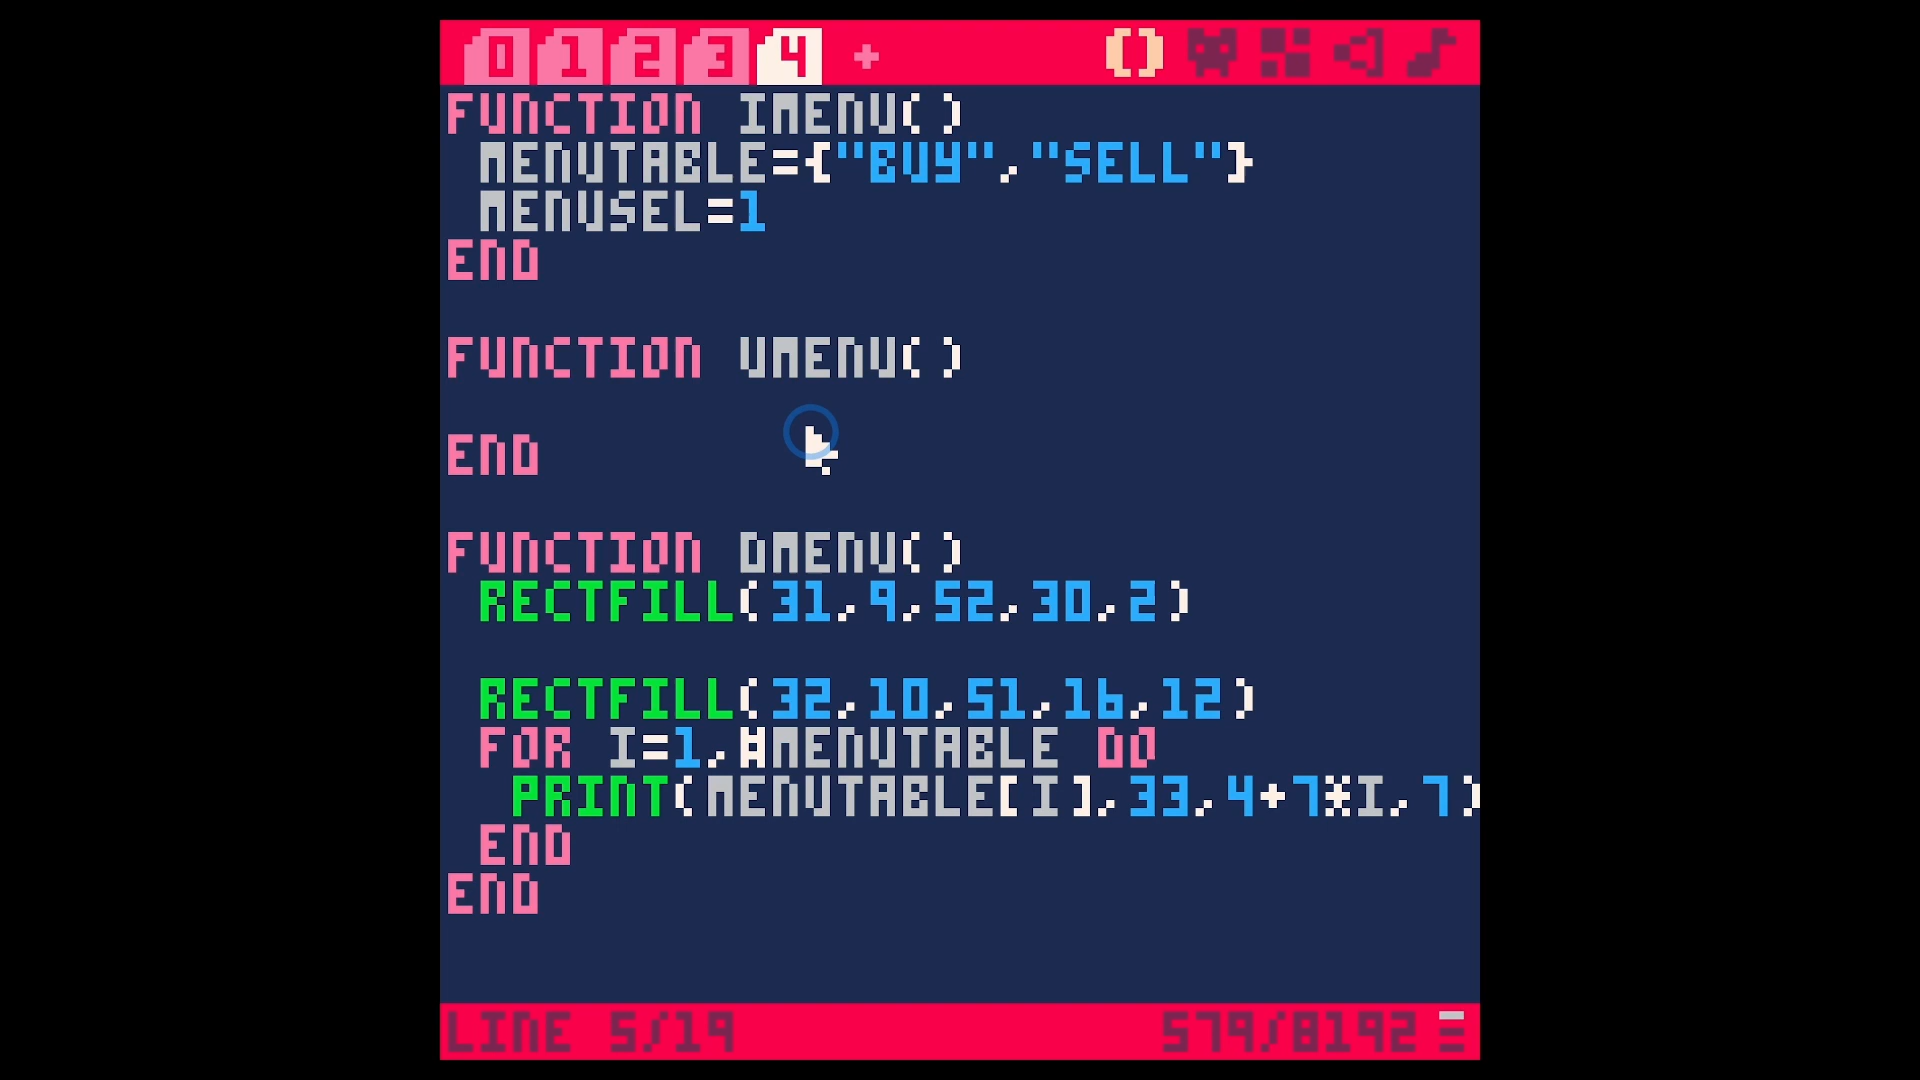 0 1 2 3 4 + ()
FUNCTION IMENU()
MENUTABLE={"BUY","SELL"}
MENUSEL=1
END
FUNCTION UMENU()
END
FUNCTION DMENU()
RECTFILL(31,9,52,30,2)
RECTFILL(32,10,51,16,12)
FOR I=1,#MENUTABLE DO
PRINT(MENUTABLE[I],33,4+7*I,7)
END
END
LINE 5/19 579/8192